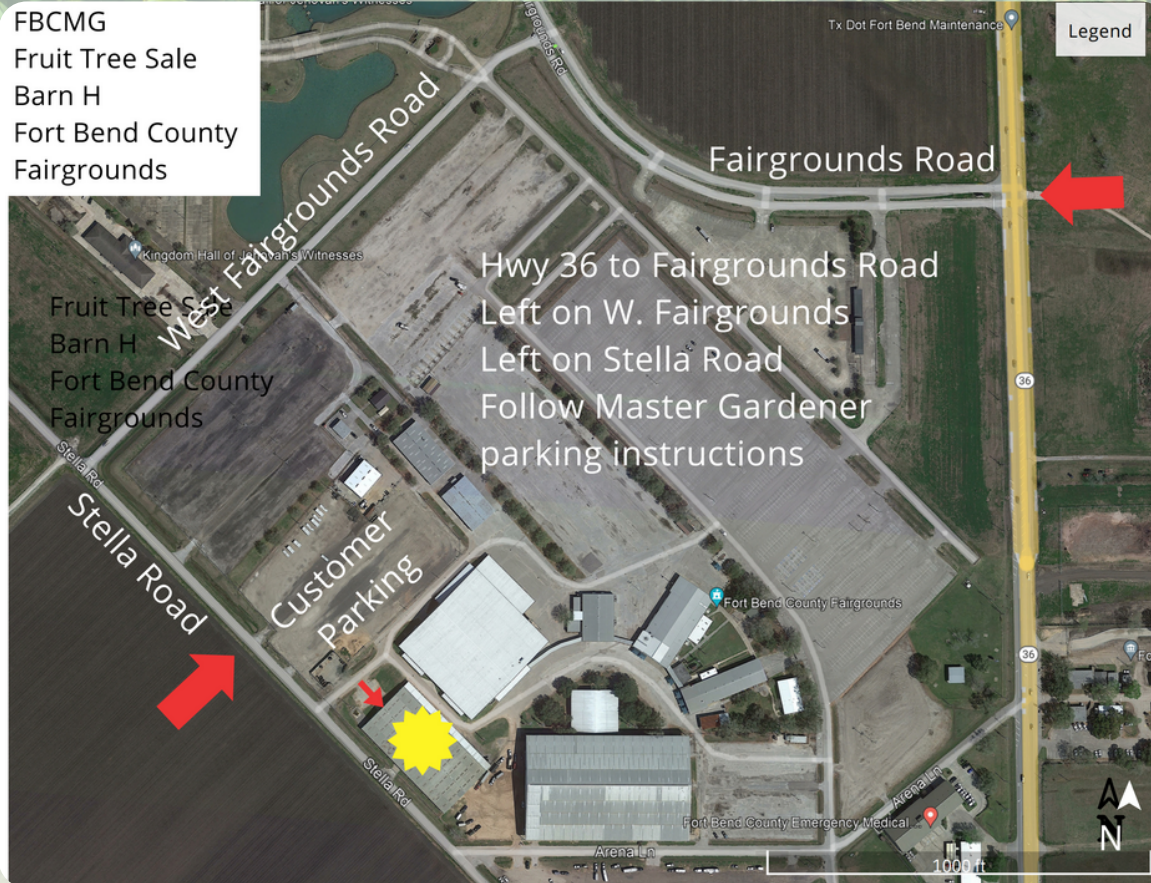 FBCMG
Fruit Tree Sale
Barn H
Fort Bend County
Fairgrounds
Tx Dot Fort Bend Maintenance
Legend
Fairgrounds Road
West Fairgrounds Road
Kingdom Hall of Jehovah's Witnesses
Hwy 36 to Fairgrounds Road
Left on W. Fairgrounds
Left on Stella Road
Follow Master Gardener
parking instructions
Fruit Tree Sale
Barn H
Fort Bend County
Fairgrounds
36
Stella Rd
Stella Road
Customer
Parking
Fort Bend County Fairgrounds
36
Stella Rd
Arena Ln
Fort Bend County Emergency Medical...
Arena Ln
N
1000 ft